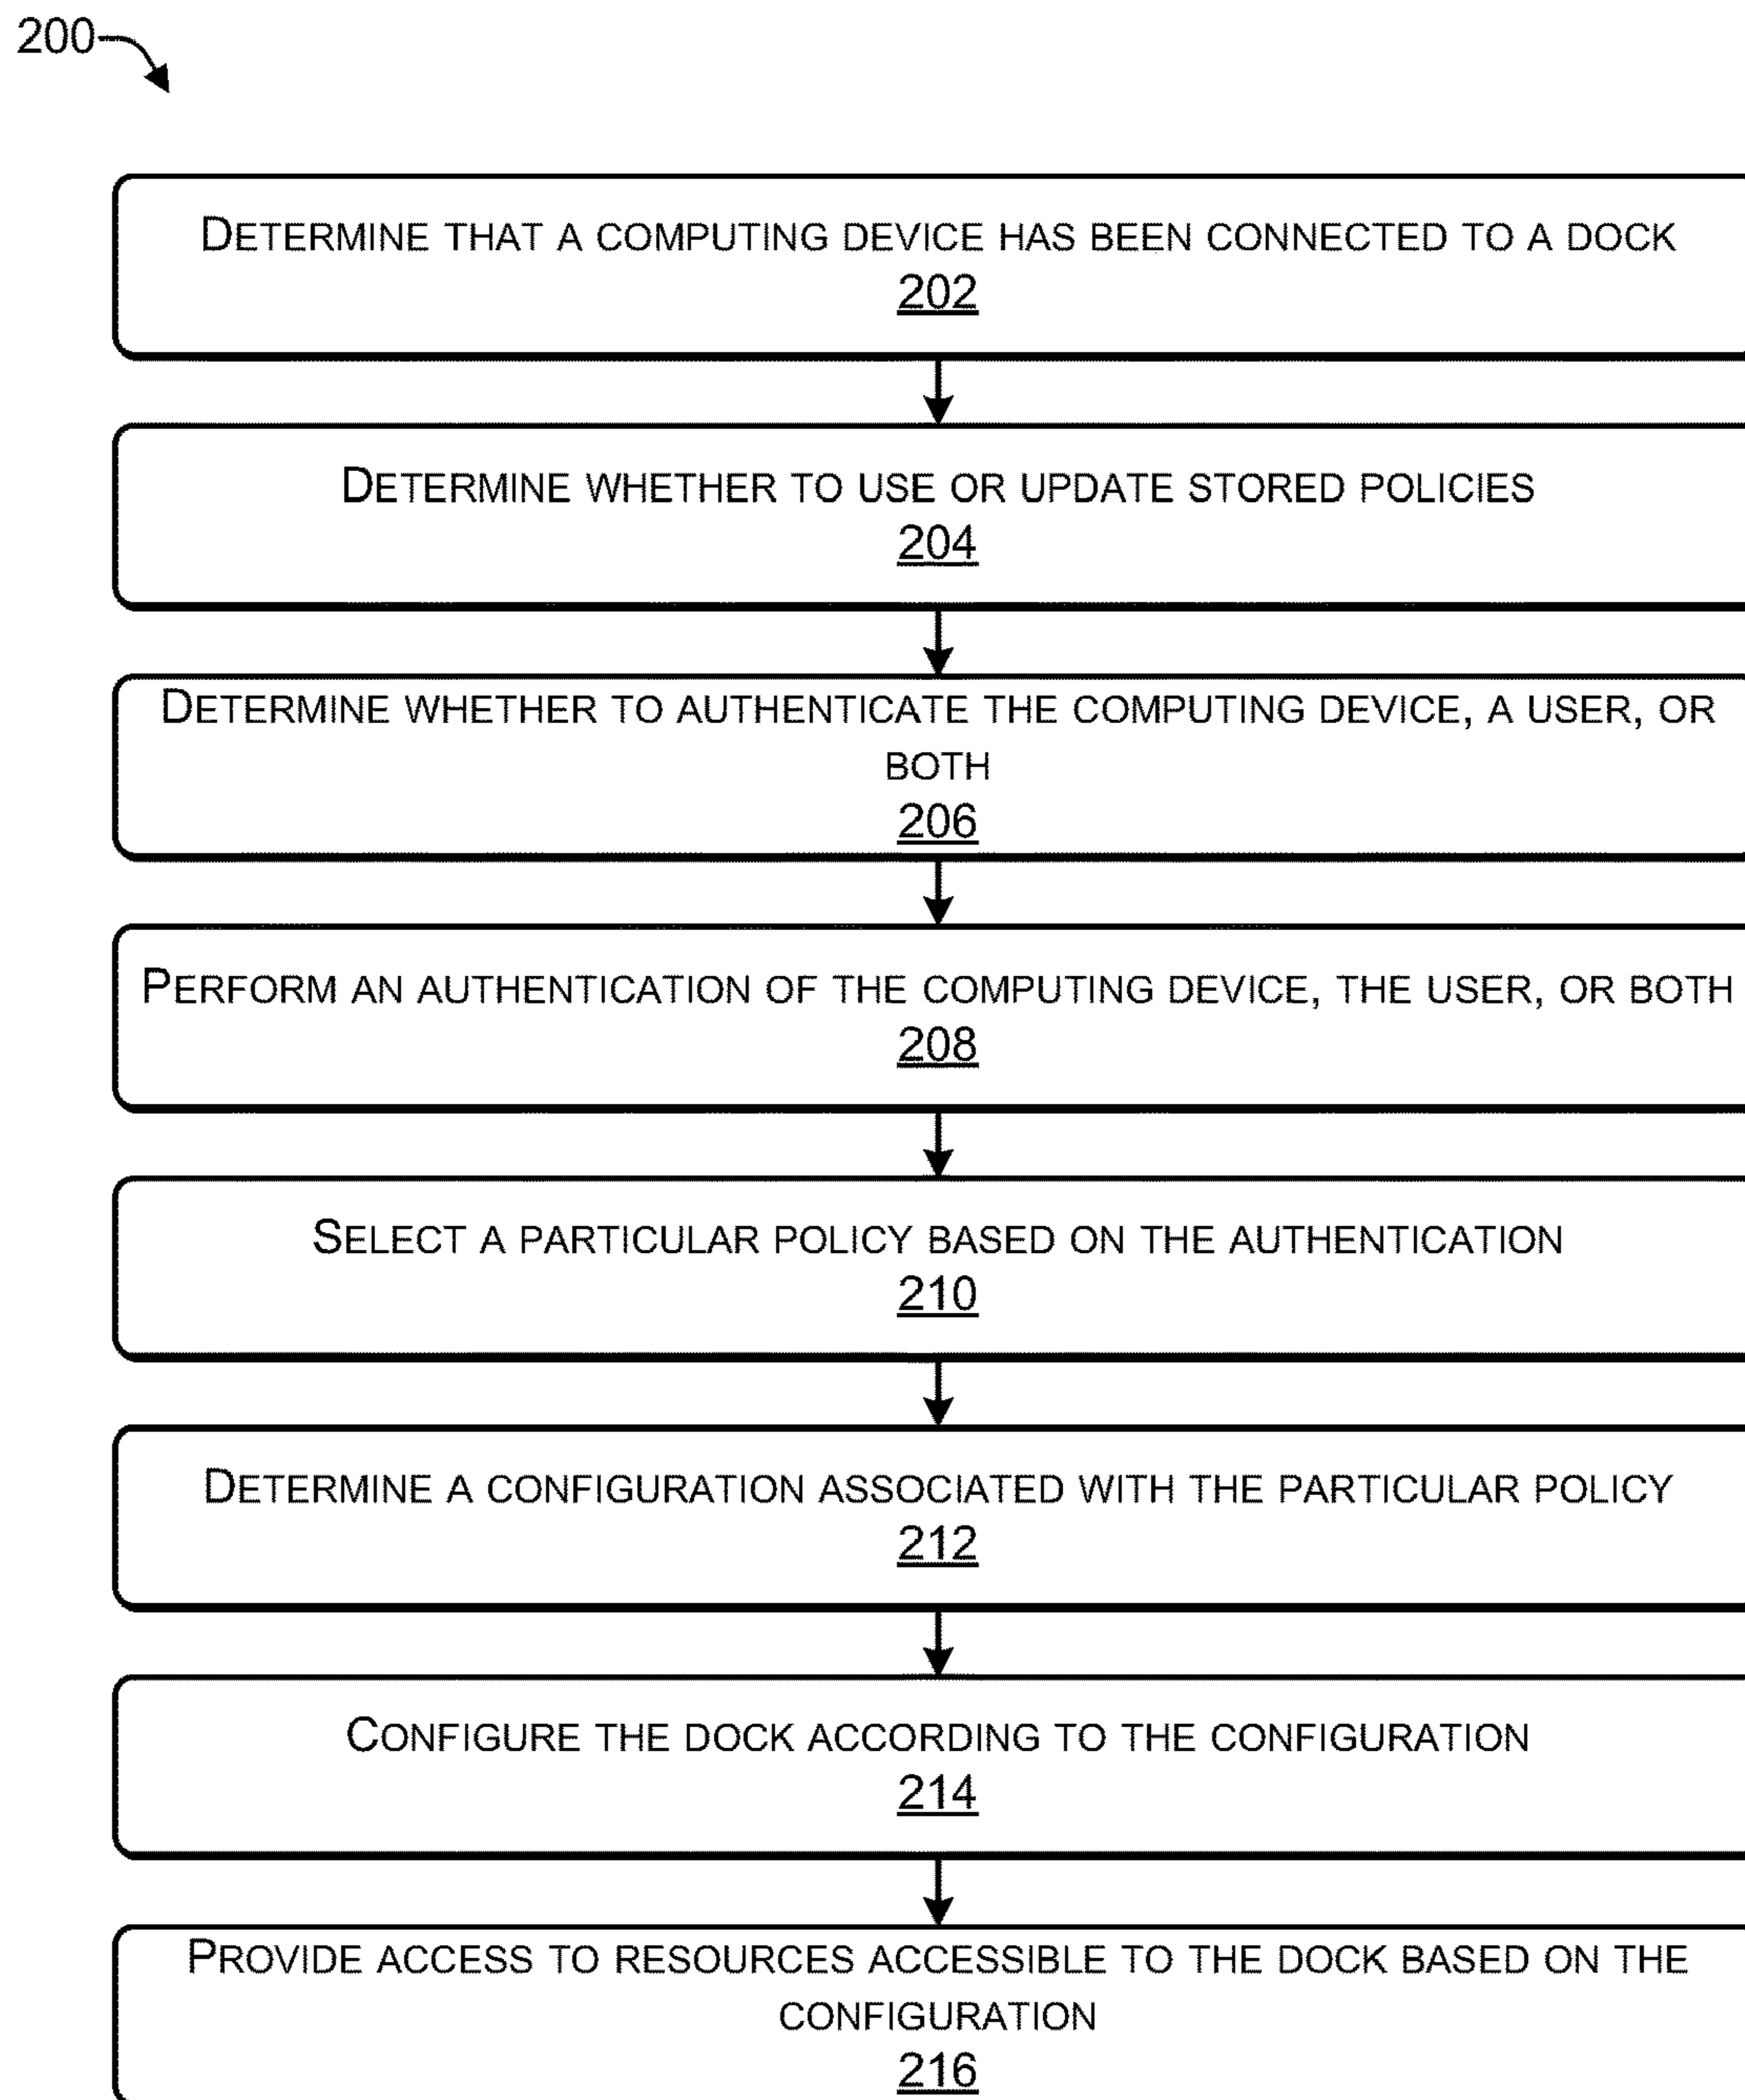 200
DETERMINE THAT A COMPUTING DEVICE HAS BEEN CONNECTED TO A DOCK
202
DETERMINE WHETHER TO USE OR UPDATE STORED POLICIES
204
DETERMINE WHETHER TO AUTHENTICATE THE COMPUTING DEVICE, A USER, OR
BOTH
206
PERFORM AN AUTHENTICATION OF THE COMPUTING DEVICE, THE USER, OR BOTH
208
SELECT A PARTICULAR POLICY BASED ON THE AUTHENTICATION
210
DETERMINE A CONFIGURATION ASSOCIATED WITH THE PARTICULAR POLICY
212
CONFIGURE THE DOCK ACCORDING TO THE CONFIGURATION
214
PROVIDE ACCESS TO RESOURCES ACCESSIBLE TO THE DOCK BASED ON THE
CONFIGURATION
216